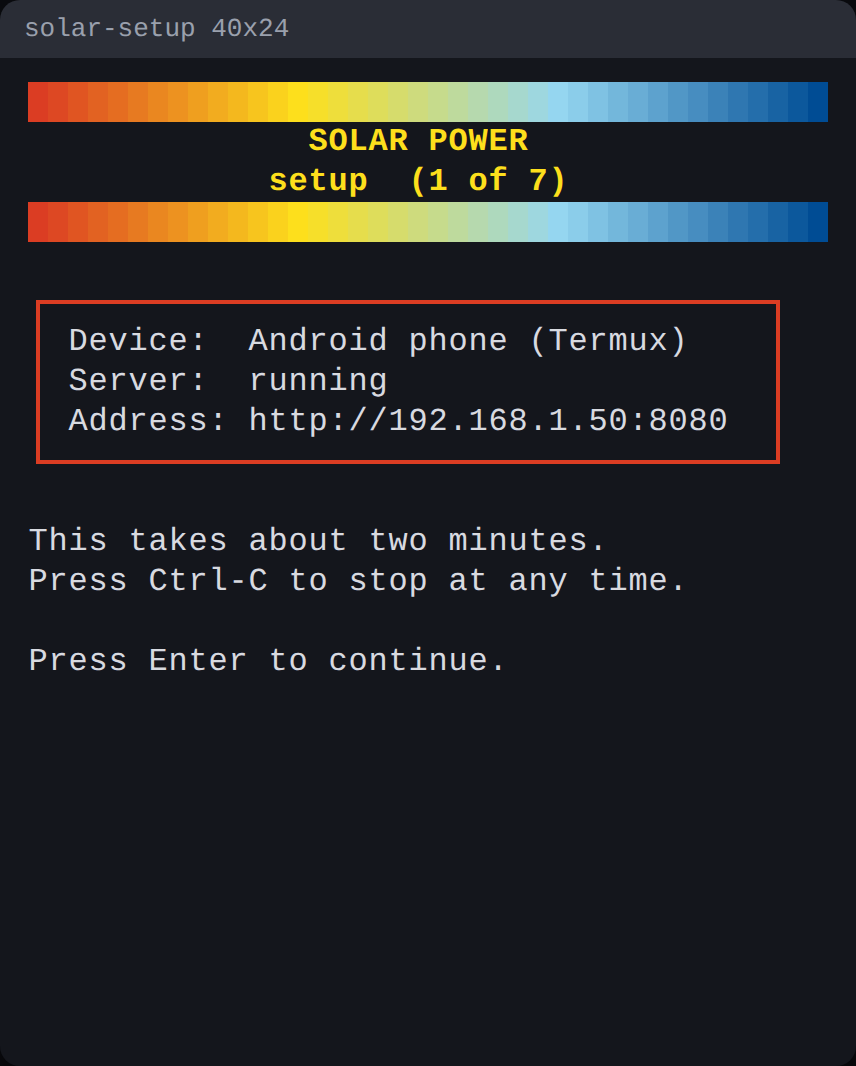 solar-setup 40x24
SOLAR POWER
setup  (1 of 7)
Device:  Android phone (Termux)
Server:  running
Address: http://192.168.1.50:8080
This takes about two minutes.
Press Ctrl-C to stop at any time.
Press Enter to continue.